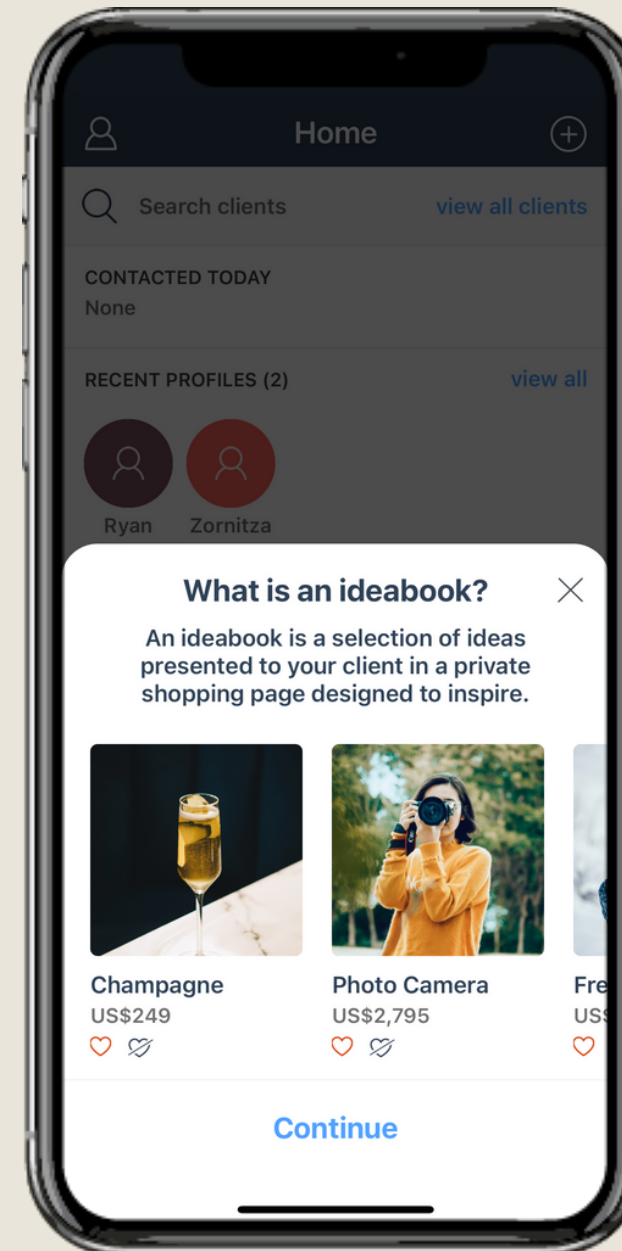 Home
Search clients view all clients
CONTACTED TODAY
None
RECENT PROFILES (2) view all
Ryan Zornitza
What is an ideabook?
An ideabook is a selection of ideas
presented to your client in a private
shopping page designed to inspire.
Champagne Photo Camera Fre
US$249 US$2,795 US$
Continue